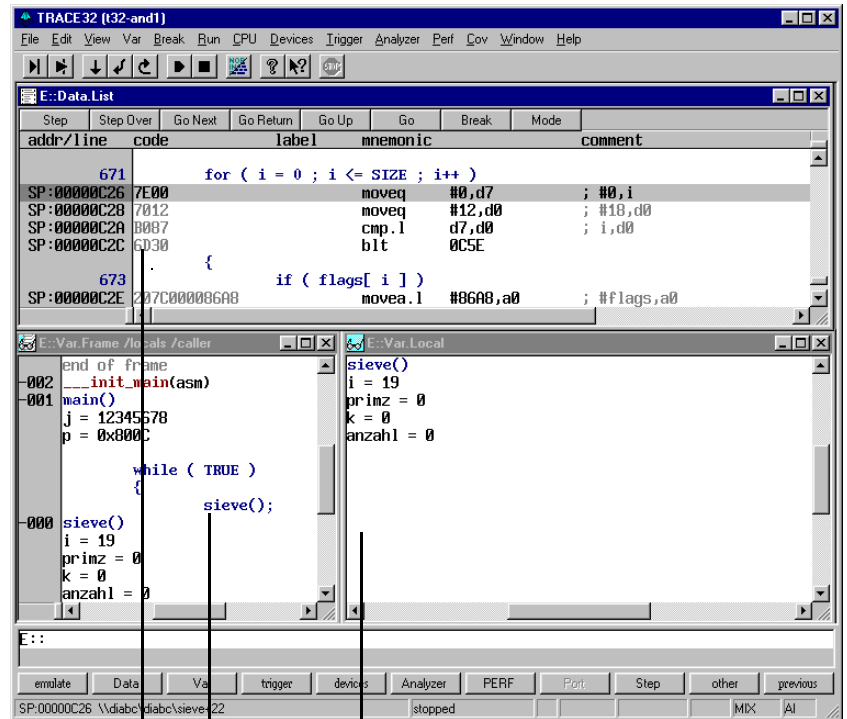 TRACE32 (t32-and1)
File Edit View Var Break Run CPU Devices Trigger Analyzer Perf Cov Window Help
E::Data.List
Step Step Over Go Next Go Return Go Up Go Break Mode
addr/line code label mnemonic comment
671 for ( i = 0 ; i <= SIZE ; i++ )
SP:00000C26 7E00 moveq #0,d7 ; #0,i
SP:00000C28 7012 moveq #12,d0 ; #18,d0
SP:00000C2A B087 cmp.l d7,d0 ; i,d0
SP:00000C2C 6D30 blt 0C5E
{
673 if ( flags[ i ] )
SP:00000C2E 207C000086A8 movea.l #86A8,a0 ; #flags,a0
E::Var.Frame /locals /caller
end of frame
-002 ___init_main(asm)
-001 main()
j = 12345678
p = 0x800C
while ( TRUE )
{
sieve();
-000 sieve()
i = 19
primz = 0
k = 0
anzahl = 0
E::Var.Local
sieve()
i = 19
primz = 0
k = 0
anzahl = 0
E::
emulate Data Var trigger devices Analyzer PERF Port Step other previous
SP:00000C26 \\diabc\diabc\sieve+22 stopped MIX AI